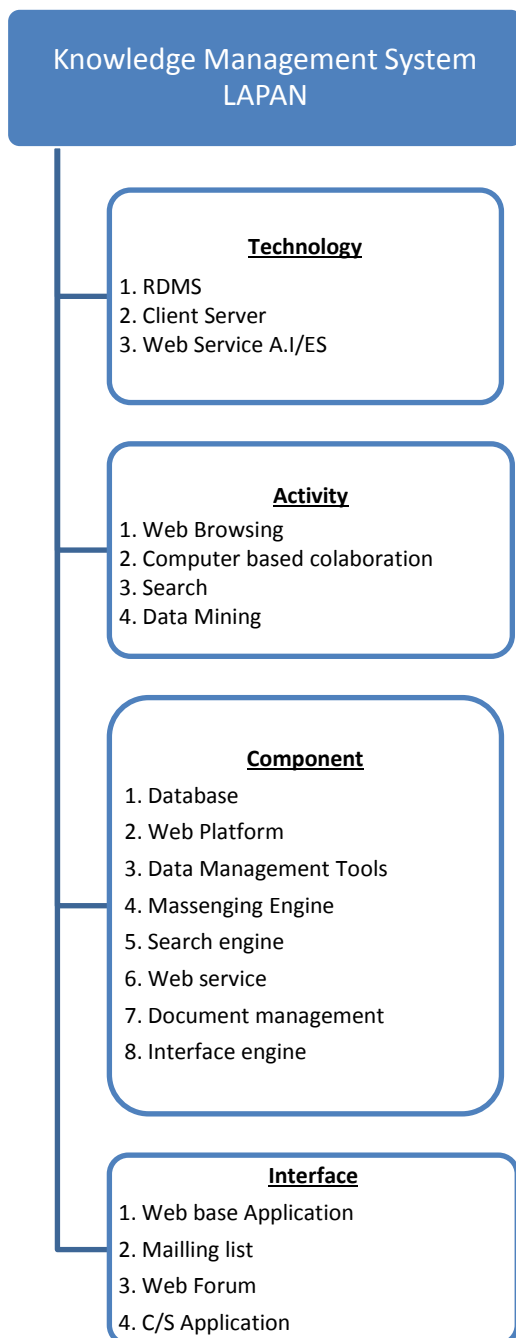 Knowledge Management System
LAPAN
Technology
1. RDMS
2. Client Server
3. Web Service A.I/ES
Activity
1. Web Browsing
2. Computer based colaboration
3. Search
4. Data Mining
Component
1. Database
2. Web Platform
3. Data Management Tools
4. Massenging Engine
5. Search engine
6. Web service
7. Document management
8. Interface engine
Interface
1. Web base Application
2. Mailling list
3. Web Forum
4. C/S Application